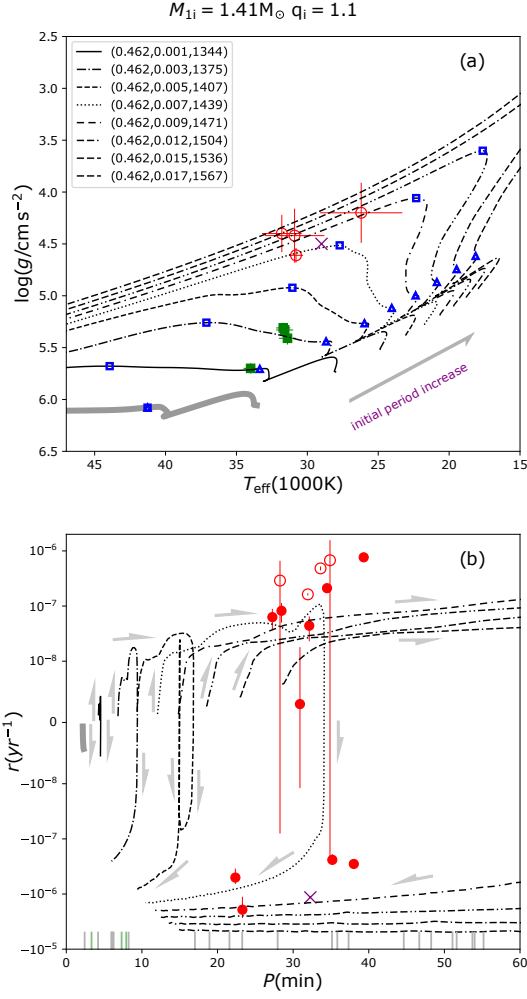 M₁ᵢ = 1.41M⊙ qᵢ = 1.1
(a)
(0.462,0.001,1344)
(0.462,0.003,1375)
(0.462,0.005,1407)
(0.462,0.007,1439)
(0.462,0.009,1471)
(0.462,0.012,1504)
(0.462,0.015,1536)
(0.462,0.017,1567)
2.5
3.0
3.5
4.0
4.5
5.0
5.5
6.0
6.5
log(g/cm s⁻²)
initial period increase
45 40 35 30 25 20 15
T_eff(1000K)
(b)
10⁻⁶
10⁻⁷
10⁻⁸
0
−10⁻⁸
−10⁻⁷
−10⁻⁶
−10⁻⁵
r(yr⁻¹)
0 10 20 30 40 50 60
P(min)